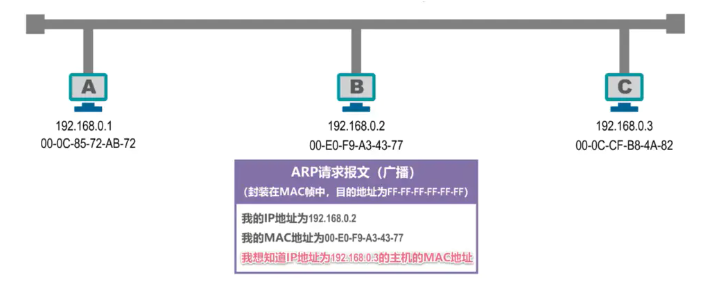 A
B
C
192.168.0.1
192.168.0.2
192.168.0.3
00-0C-85-72-AB-72
00-E0-F9-A3-43-77
00-0C-CF-B8-4A-82
ARP请求报文（广播）
（封装在MAC帧中，目的地址为FF-FF-FF-FF-FF-FF）
我的IP地址为192.168.0.2
我的MAC地址为00-E0-F9-A3-43-77
我想知道IP地址为192.168.0.3的主机的MAC地址